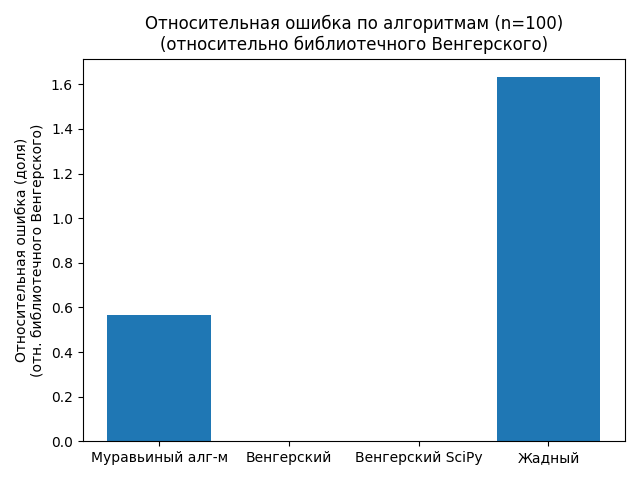 Относительная ошибка по алгоритмам (n=100)
(относительно библиотечного Венгерского)
Относительная ошибка (доля)
(отн. библиотечного Венгерского)
1.6
1.4
1.2
1.0
0.8
0.6
0.4
0.2
0.0
Муравьиный алг-м Венгерский Венгерский SciPy Жадный